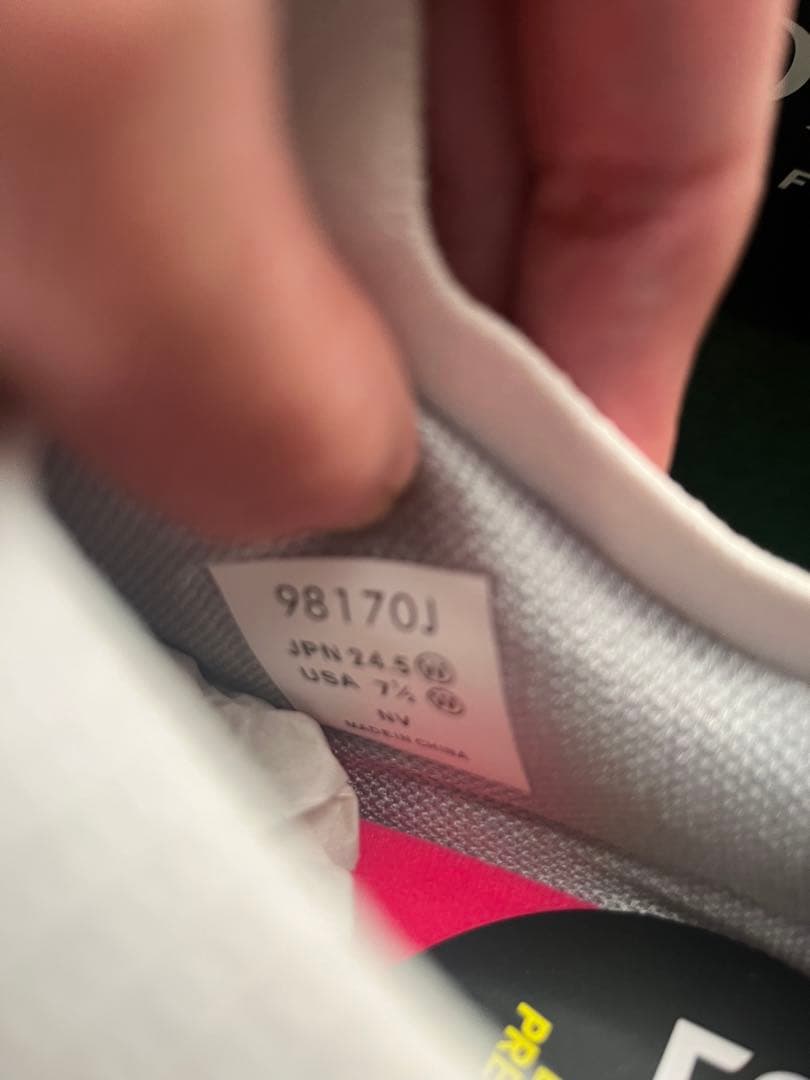 98170J
JPN 24.5 Ⓦ
USA 7½ Ⓦ
NV
MADE IN CHINA